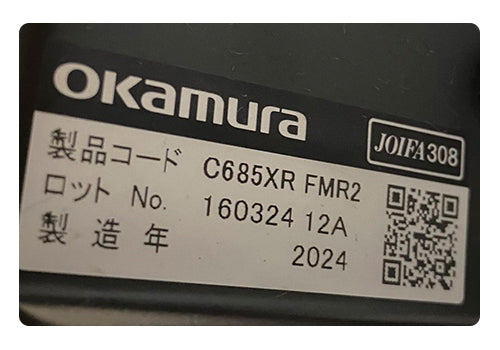 okamura
JOIFA308
製品コード C685XR FMR2
ロット No. 160324 12A
製造年 2024